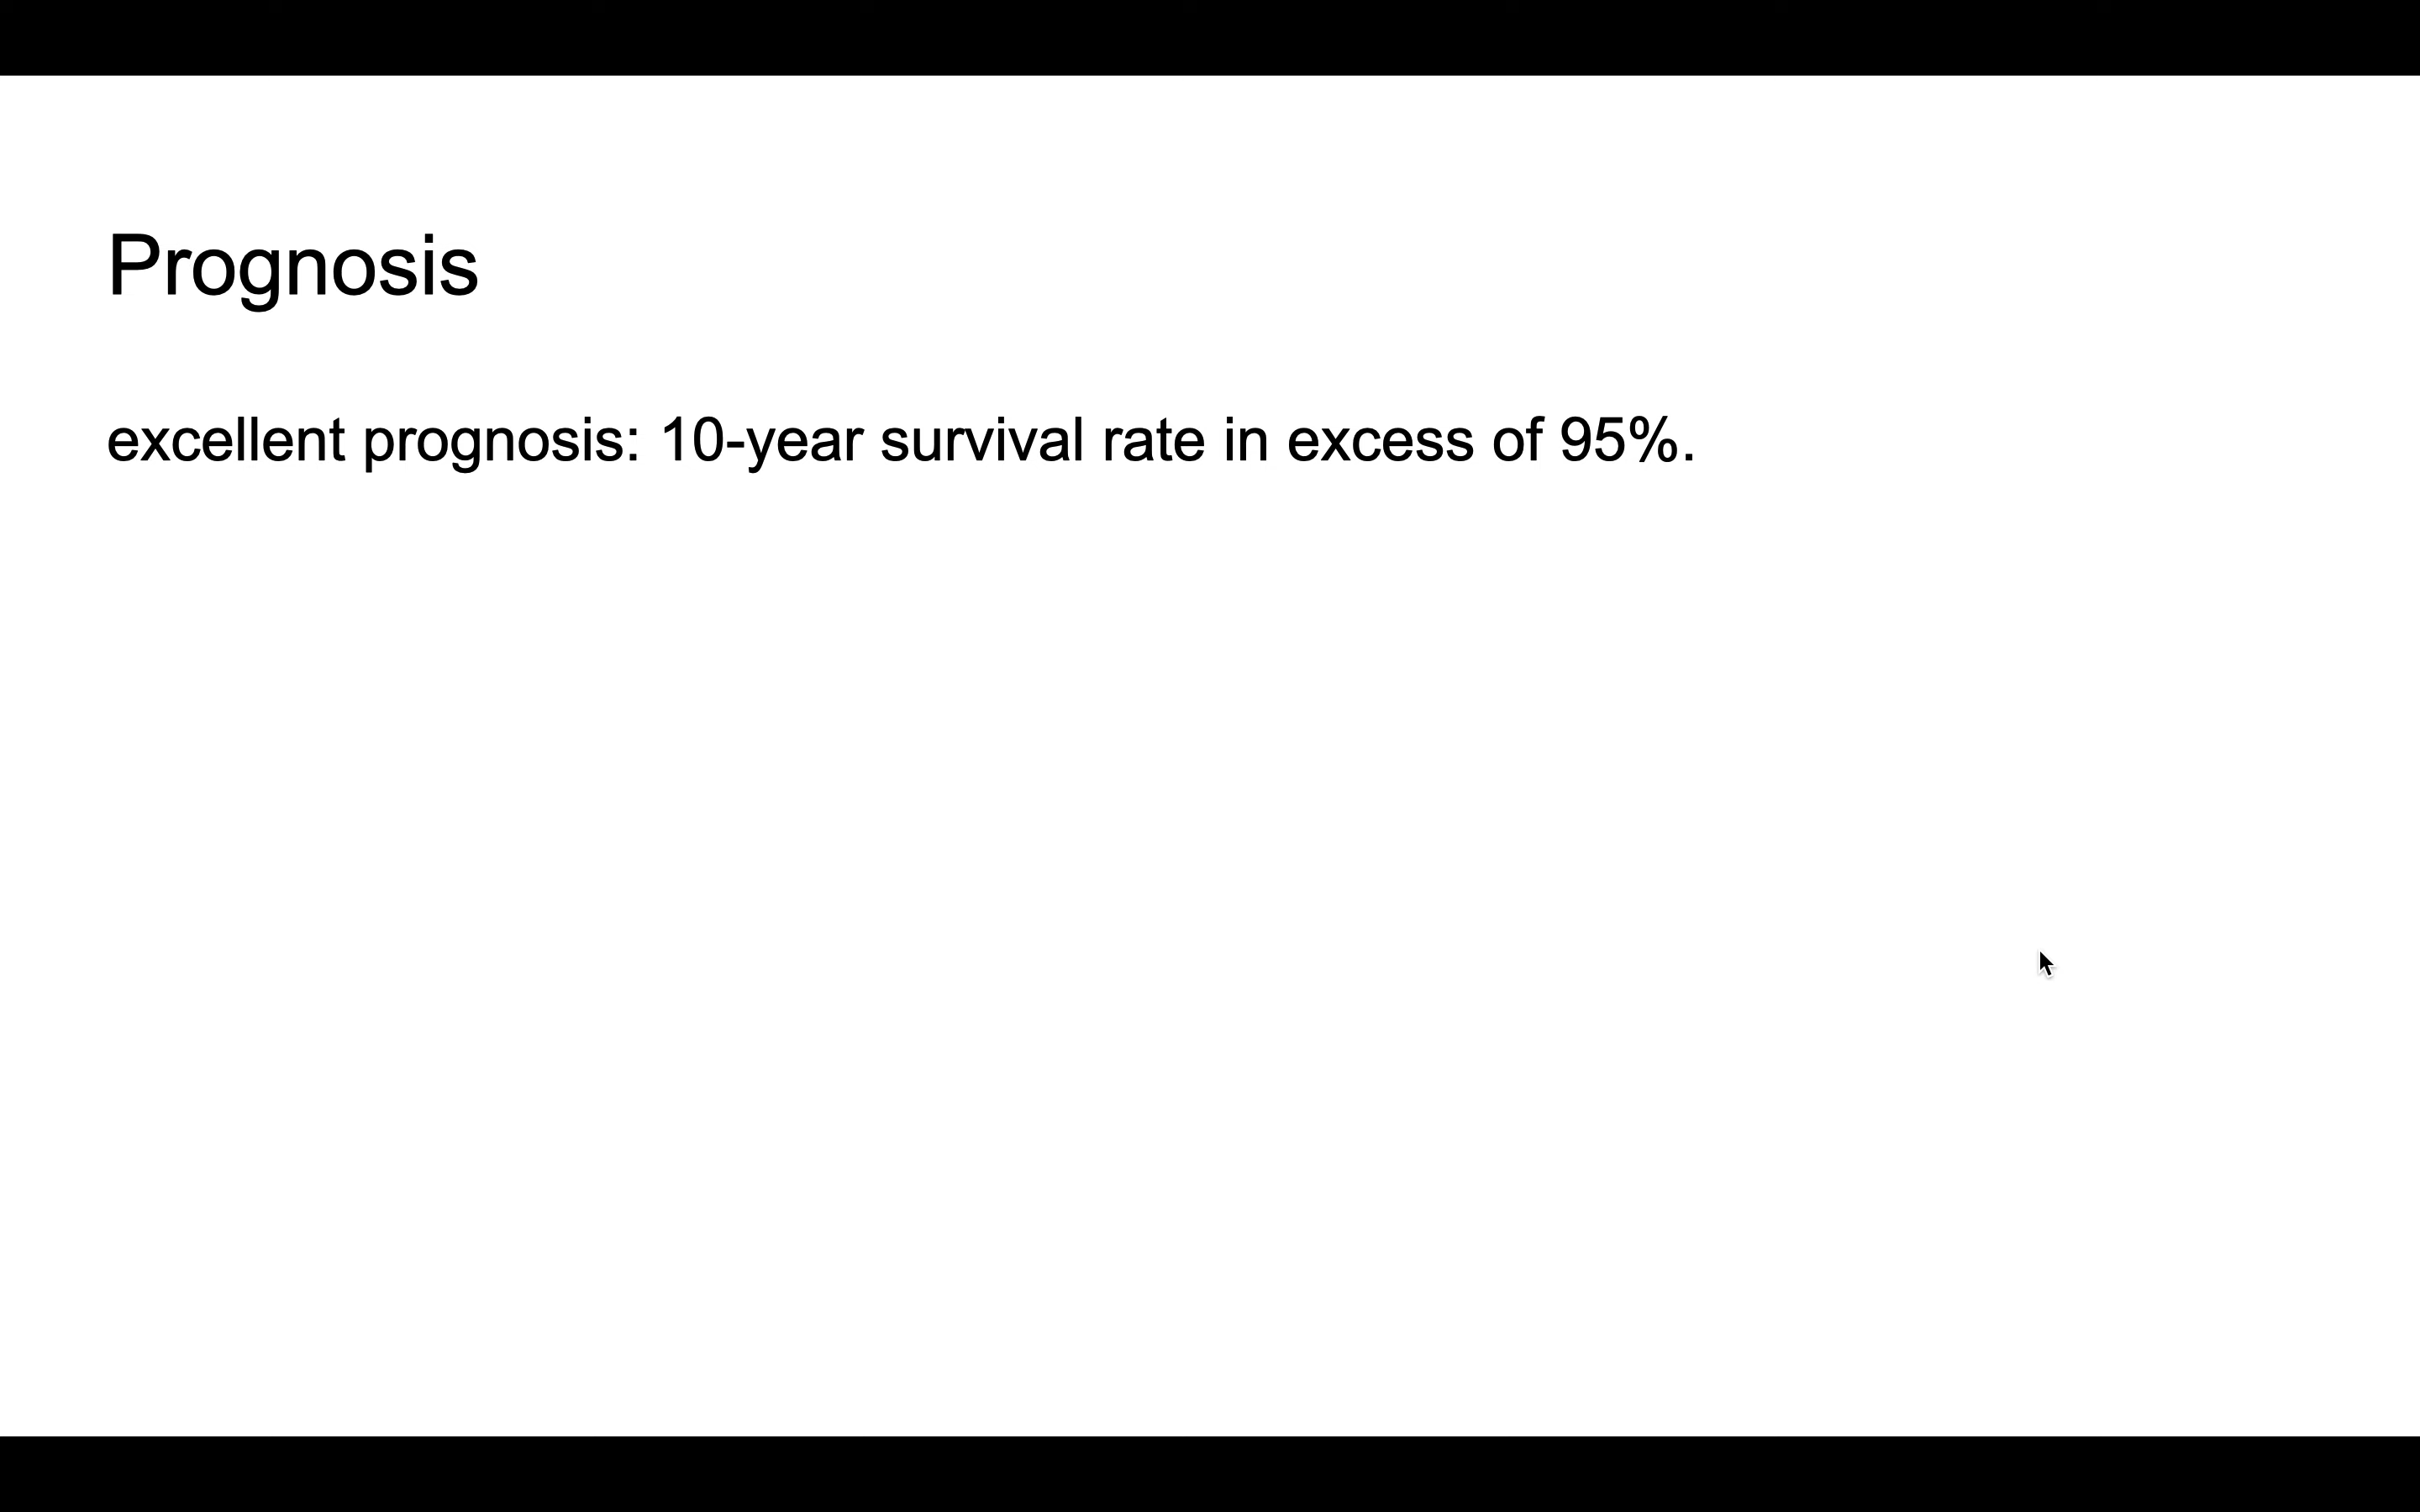 Prognosis
excellent prognosis: 10-year survival rate in excess of 95%.